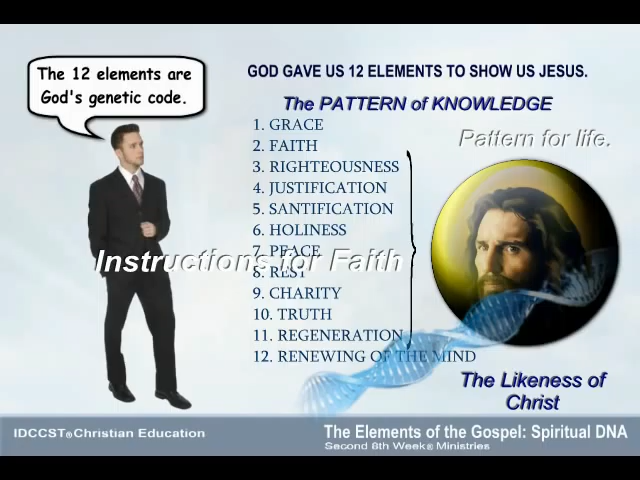 The 12 elements are
God's genetic code.
GOD GAVE US 12 ELEMENTS TO SHOW US JESUS.
The PATTERN of KNOWLEDGE
Pattern for life.
1. GRACE
2. FAITH
3. RIGHTEOUSNESS
4. JUSTIFICATION
5. SANTIFICATION
6. HOLINESS
7. PEACE
Instructions for Faith
8. REST
9. CHARITY
10. TRUTH
11. REGENERATION
12. RENEWING OF THE MIND
The Likeness of
Christ
IDCCST® Christian Education
The Elements of the Gospel: Spiritual DNA
Second 8th Week® Ministries